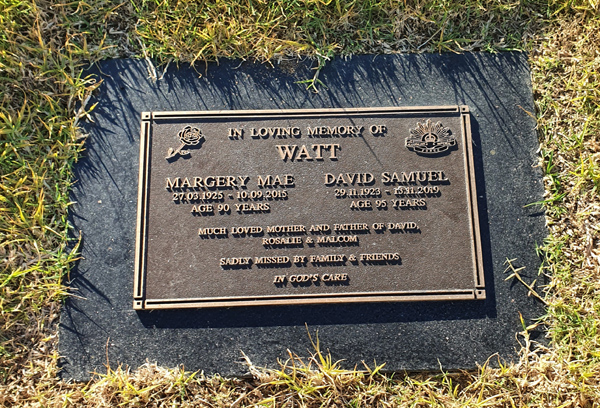 IN LOVING MEMORY OF
WATT
MARGERY MAE
27.03.1925 - 10.09.2015
AGE 90 YEARS
DAVID SAMUEL
29.11.1923 - 13.11.2019
AGE 95 YEARS
MUCH LOVED MOTHER AND FATHER OF DAVID,
ROSALIE & MALCOM
SADLY MISSED BY FAMILY & FRIENDS
IN GOD'S CARE